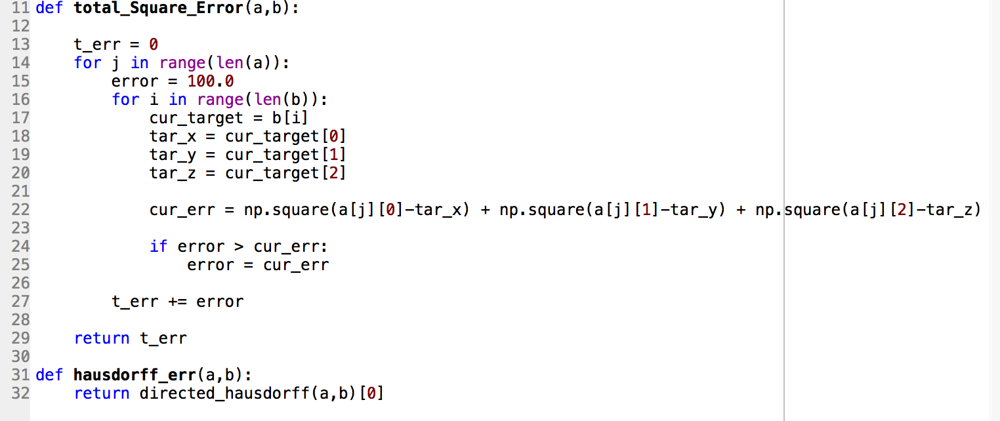 11 def total_Square_Error(a,b):
12
13     t_err = 0
14     for j in range(len(a)):
15         error = 100.0
16         for i in range(len(b)):
17             cur_target = b[i]
18             tar_x = cur_target[0]
19             tar_y = cur_target[1]
20             tar_z = cur_target[2]
21
22             cur_err = np.square(a[j][0]-tar_x) + np.square(a[j][1]-tar_y) + np.square(a[j][2]-tar_z)
23
24             if error > cur_err:
25                 error = cur_err
26
27         t_err += error
28
29     return t_err
30
31 def hausdorff_err(a,b):
32     return directed_hausdorff(a,b)[0]